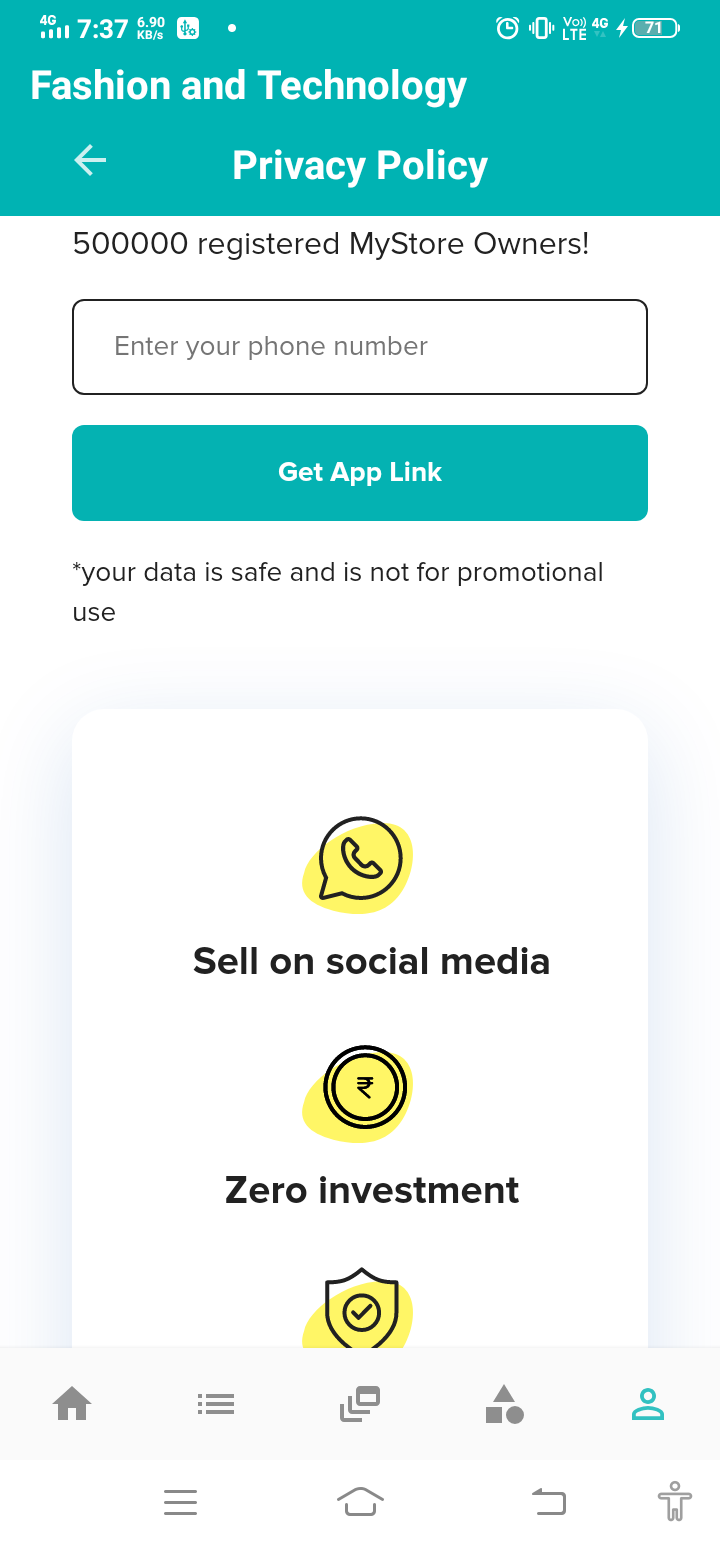 4G 7:37 6.90 KB/s Vo)) LTE 4G 71
Fashion and Technology
Privacy Policy
500000 registered MyStore Owners!
Enter your phone number
Get App Link
*your data is safe and is not for promotional
use
Sell on social media
₹
Zero investment